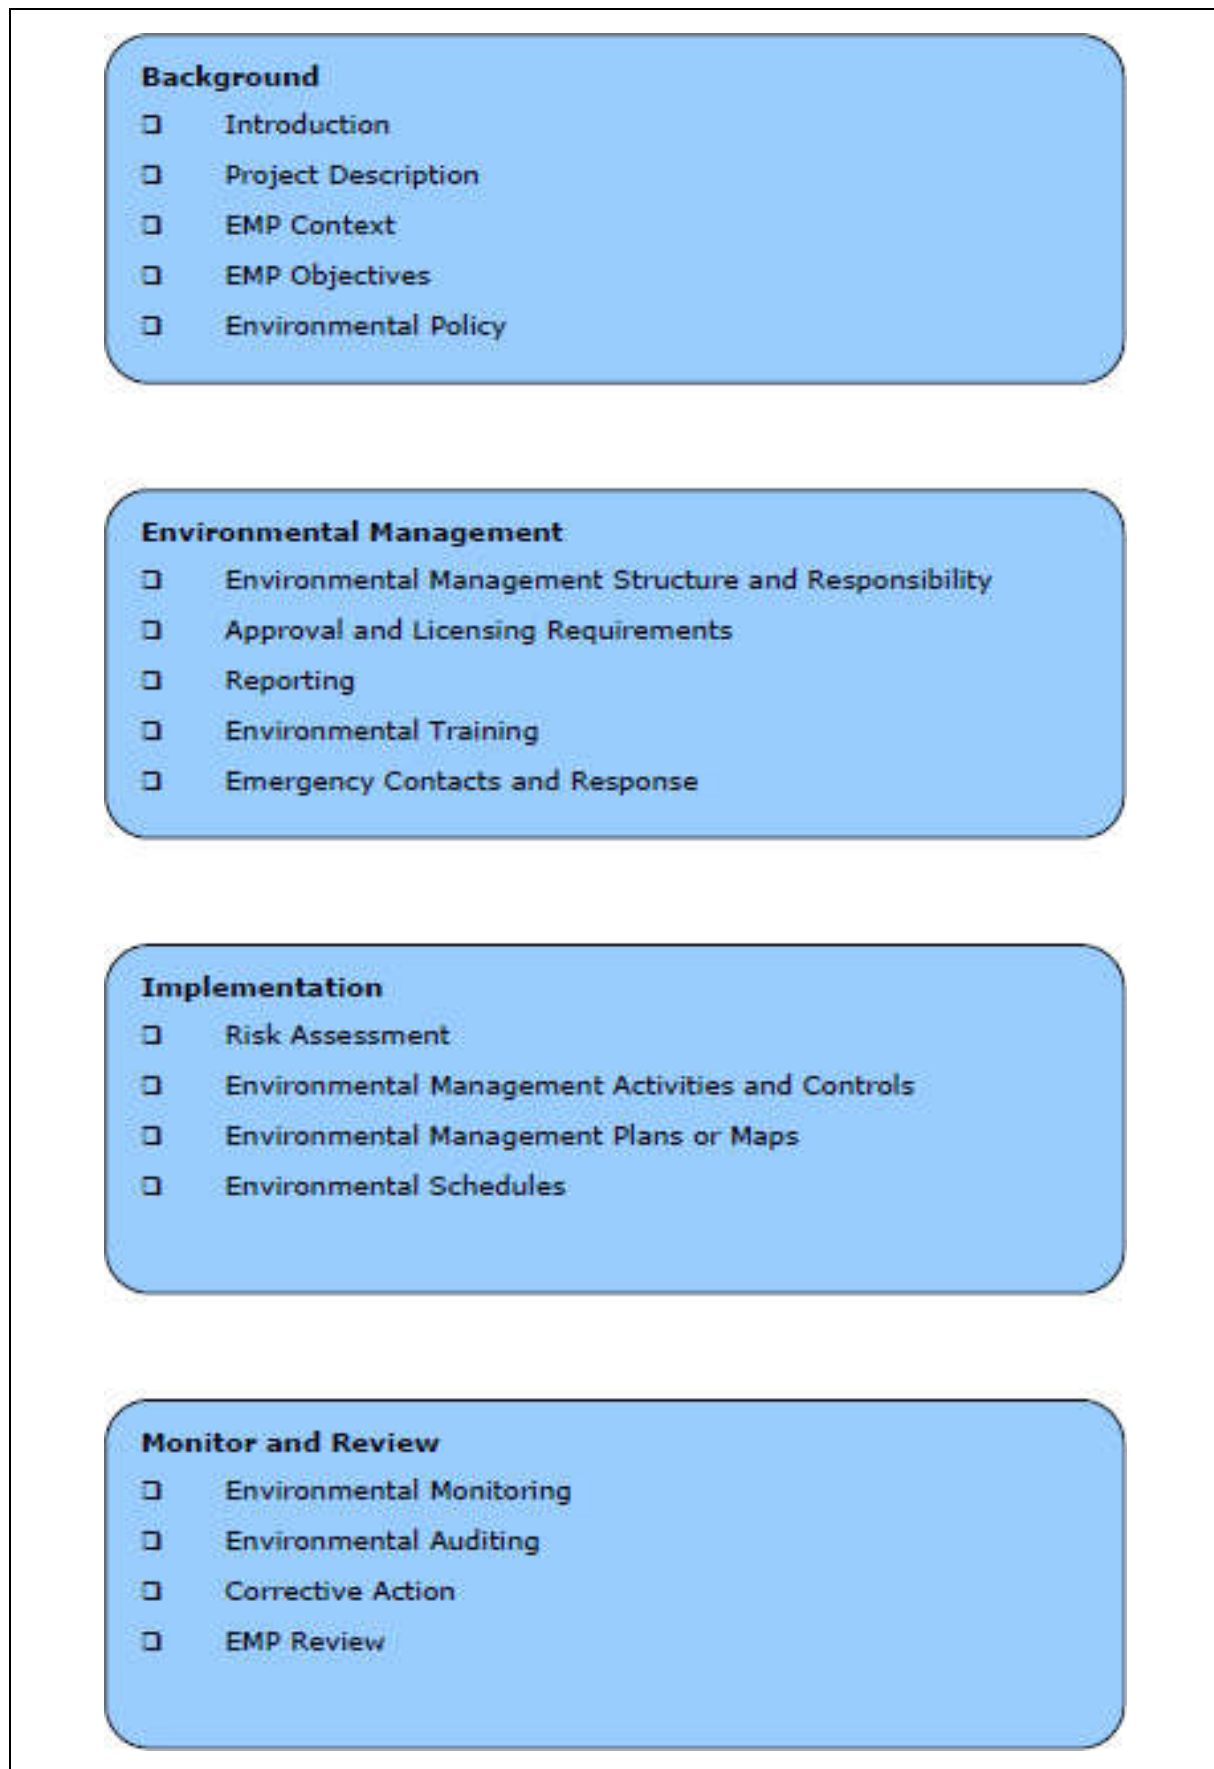 Background
❑ Introduction
❑ Project Description
❑ EMP Context
❑ EMP Objectives
❑ Environmental Policy
Environmental Management
❑ Environmental Management Structure and Responsibility
❑ Approval and Licensing Requirements
❑ Reporting
❑ Environmental Training
❑ Emergency Contacts and Response
Implementation
❑ Risk Assessment
❑ Environmental Management Activities and Controls
❑ Environmental Management Plans or Maps
❑ Environmental Schedules
Monitor and Review
❑ Environmental Monitoring
❑ Environmental Auditing
❑ Corrective Action
❑ EMP Review